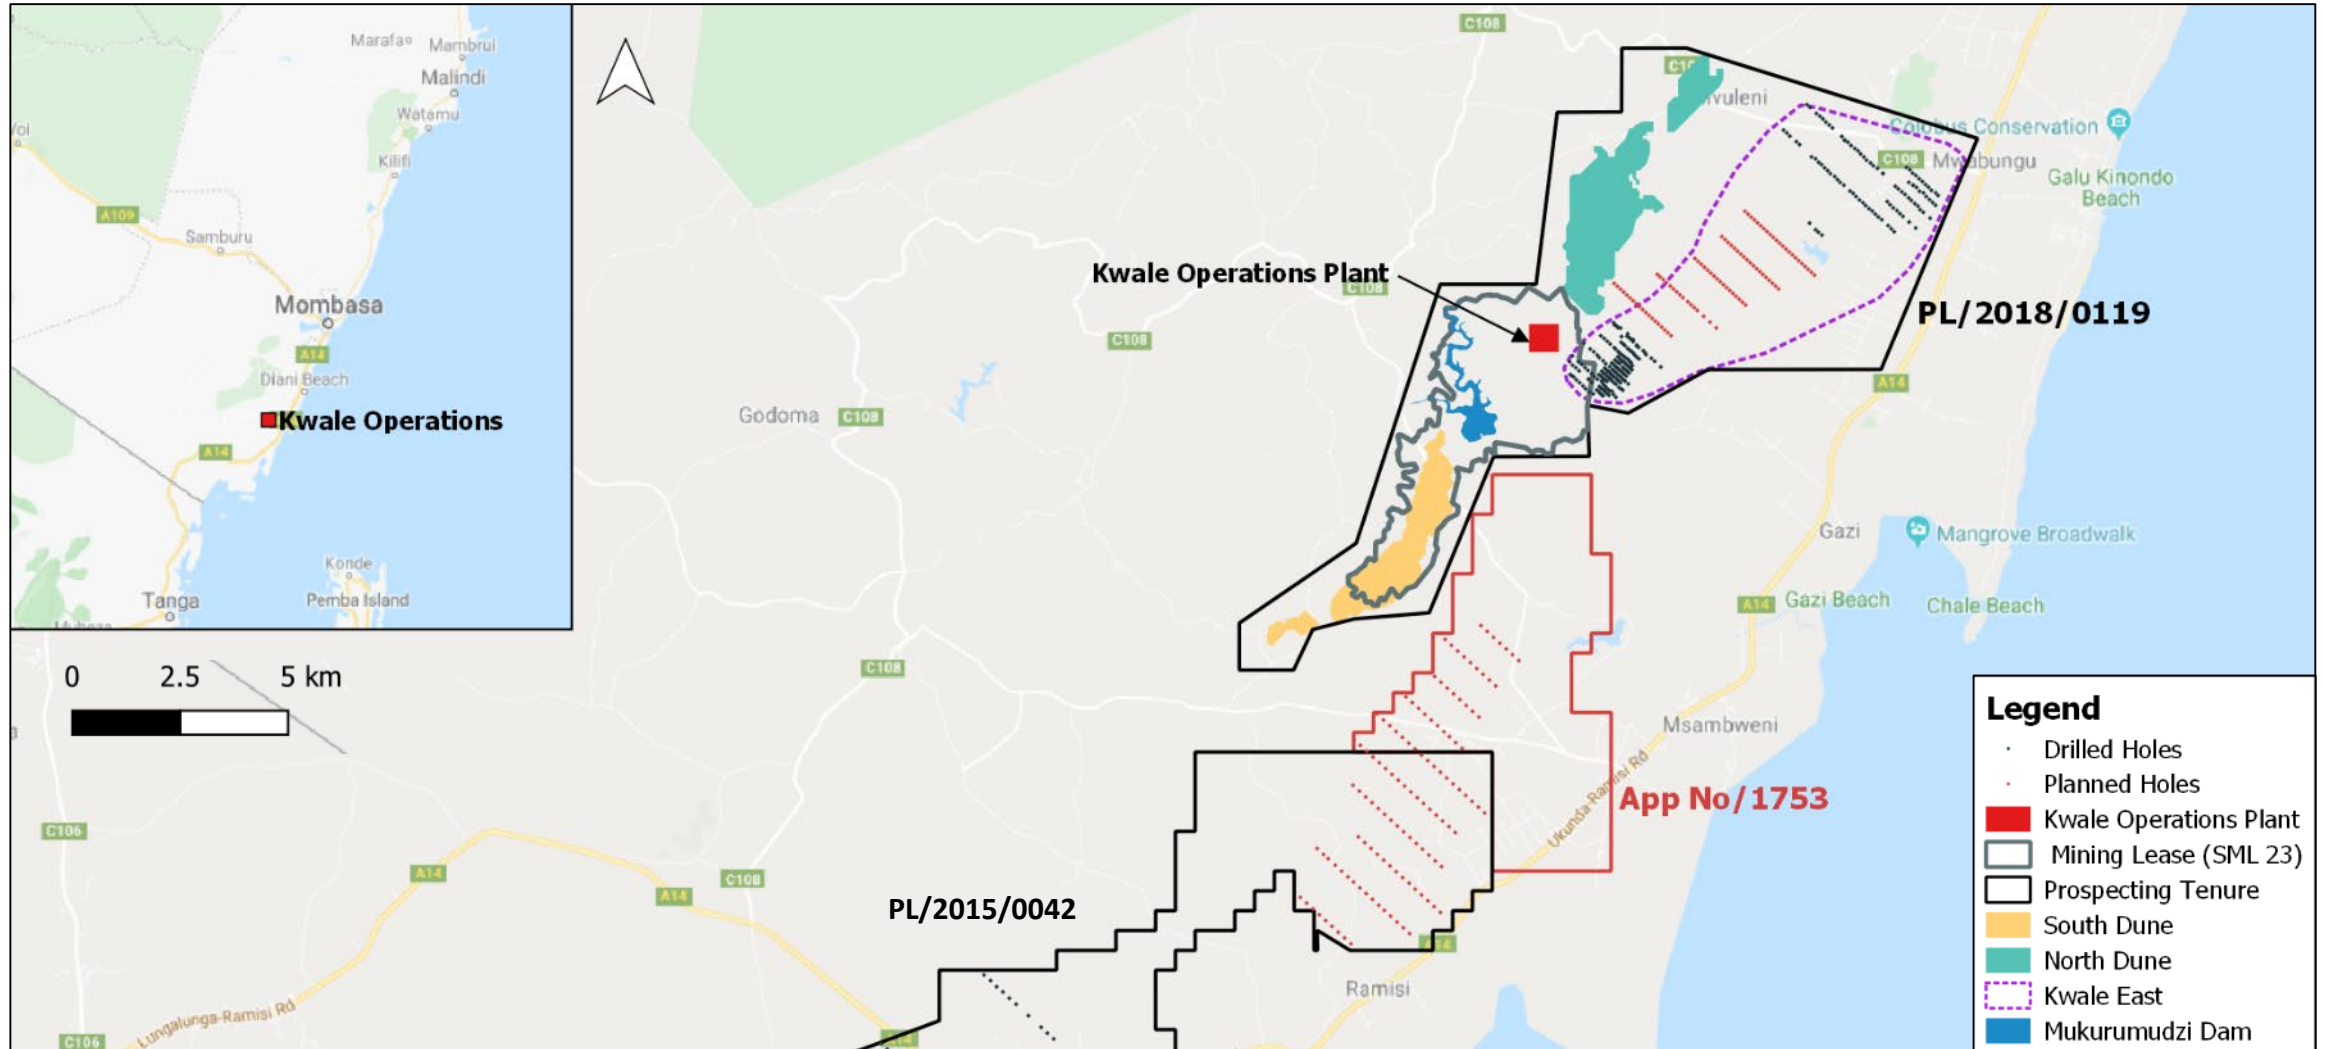 Marafa
Mambrui
Malindi
Watamu
Kilifi
A109
Samburu
Mombasa
A14
Diani Beach
Kwale Operations
A14
Konde
Tanga
Pemba Island
0 2.5 5 km
C108
Mwabungu
Colobus Conservation
C108
Galu Kinondo
Beach
Kwale Operations Plant
C108
PL/2018/0119
C108
A14
Godoma
C108
Gazi
Mangrove Broadwalk
A14
Gazi Beach
Chale Beach
C108
Msambweni
Ukunda-Ramisi Rd
App No/1753
C106
A14
C108
A14
PL/2015/0042
A14
Ramisi
Lungalunga-Ramisi Rd
C106
Legend
Drilled Holes
Planned Holes
Kwale Operations Plant
Mining Lease (SML 23)
Prospecting Tenure
South Dune
North Dune
Kwale East
Mukurumudzi Dam